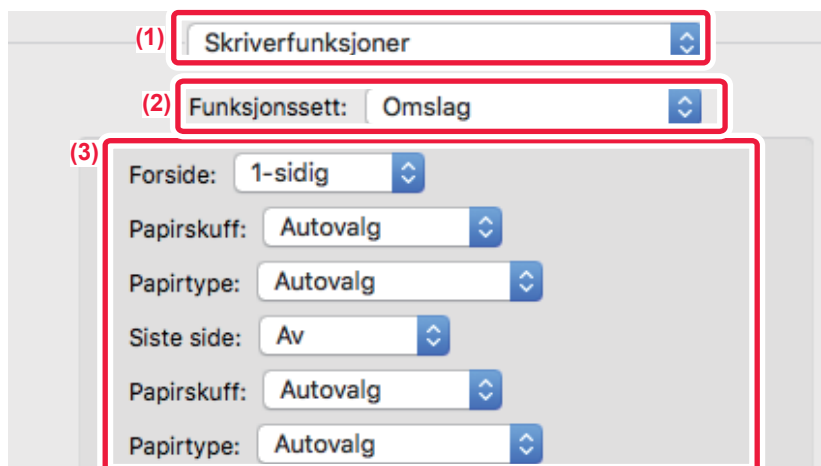 (1) Skriverfunksjoner
(2) Funksjonssett: Omslag
(3)
Forside: 1-sidig
Papirskuff: Autovalg
Papirtype: Autovalg
Siste side: Av
Papirskuff: Autovalg
Papirtype: Autovalg